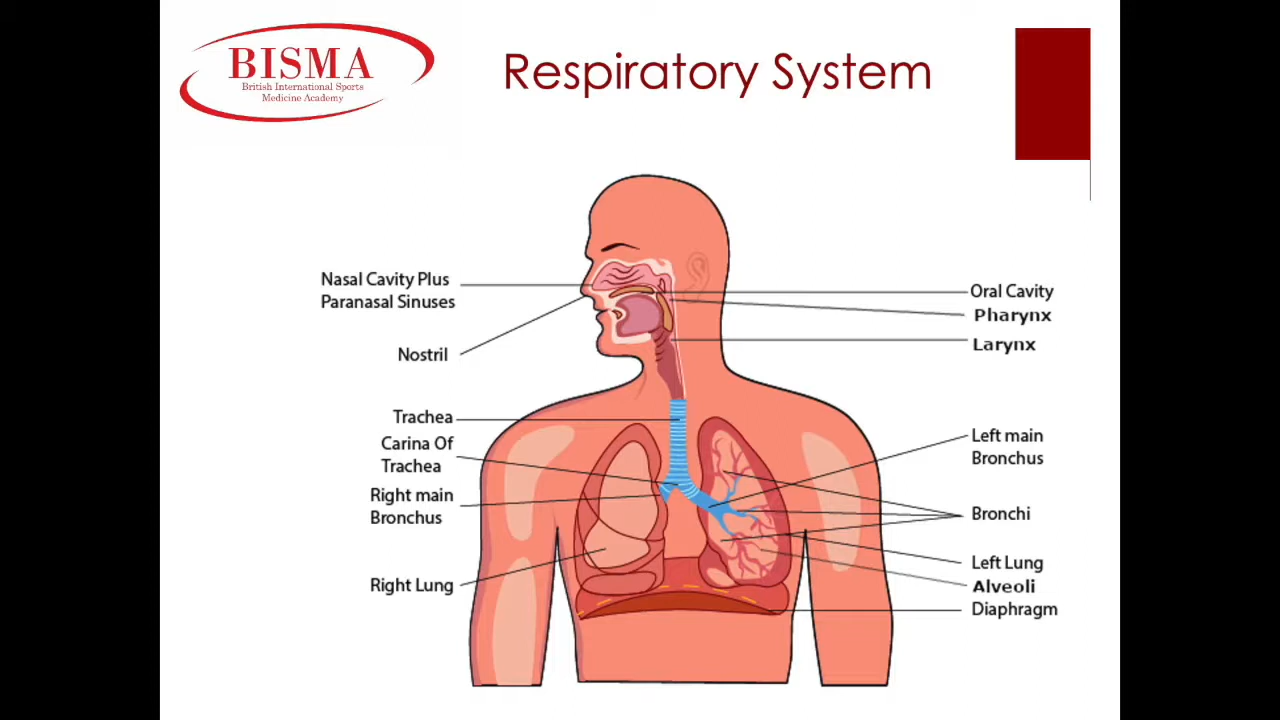 BISMA
British International Sports
Medicine Academy
Respiratory System
Nasal Cavity Plus
Paranasal Sinuses
Nostril
Trachea
Carina Of
Trachea
Right main
Bronchus
Right Lung
Oral Cavity
Pharynx
Larynx
Left main
Bronchus
Bronchi
Left Lung
Alveoli
Diaphragm